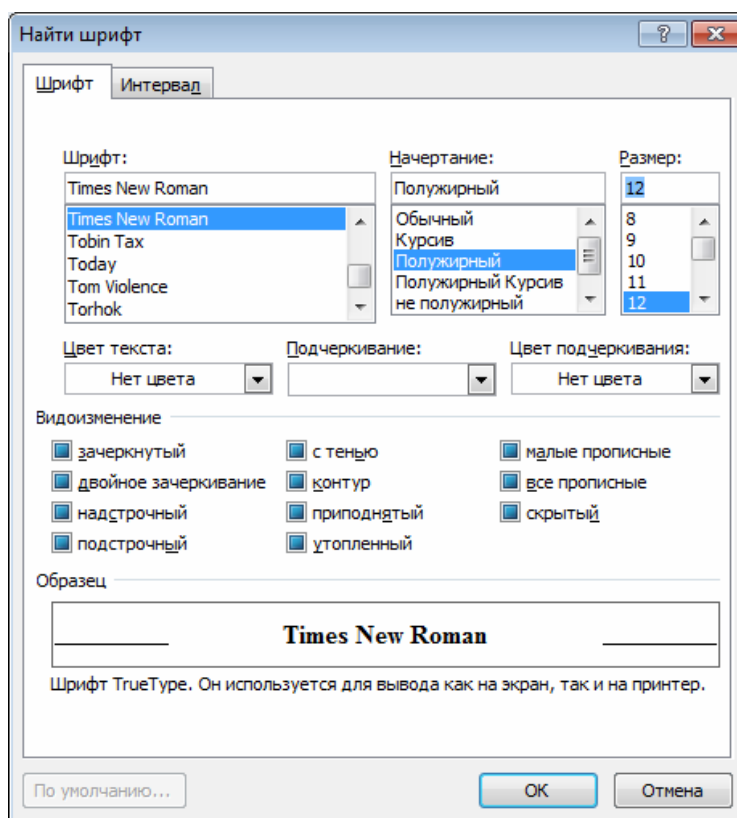 Найти шрифт
Шрифт Интервал
Шрифт: Начертание: Размер:
Times New Roman Полужирный 12
Times New Roman Обычный 8
Tobin Tax Курсив 9
Today Полужирный 10
Tom Violence Полужирный Курсив 11
Torhok не полужирный 12
Цвет текста: Подчеркивание: Цвет подчеркивания:
Нет цвета Нет цвета
Видоизменение
зачеркнутый с тенью малые прописные
двойное зачеркивание контур все прописные
надстрочный приподнятый скрытый
подстрочный утопленный
Образец
Times New Roman
Шрифт TrueType. Он используется для вывода как на экран, так и на принтер.
По умолчанию... ОК Отмена